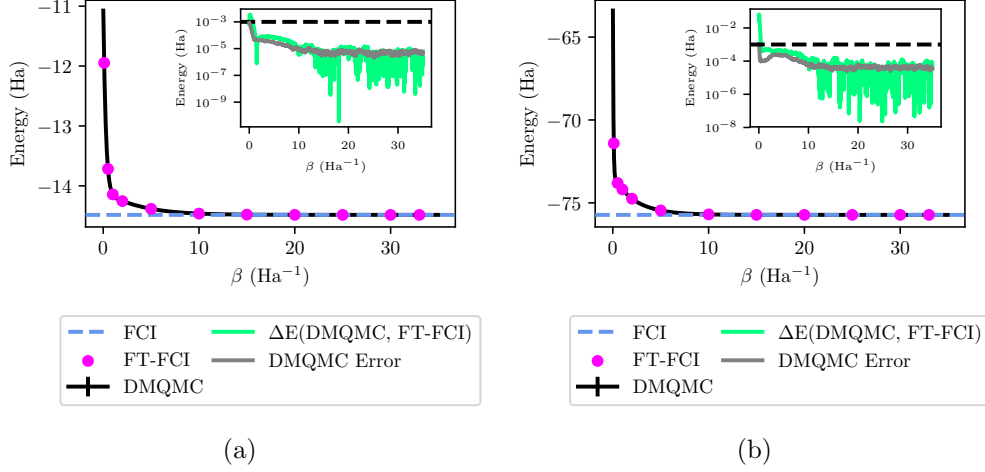 −11
−12
−13
−14
Energy (Ha)
0
10
20
30
β (Ha⁻¹)
10⁻³
10⁻⁵
10⁻⁷
10⁻⁹
Energy (Ha)
0
10
20
30
β (Ha⁻¹)
FCI
FT-FCI
DMQMC
ΔE(DMQMC, FT-FCI)
DMQMC Error
(a)
−65
−70
−75
Energy (Ha)
0
10
20
30
β (Ha⁻¹)
10⁻²
10⁻⁴
10⁻⁶
10⁻⁸
Energy (Ha)
0
10
20
30
β (Ha⁻¹)
FCI
FT-FCI
DMQMC
ΔE(DMQMC, FT-FCI)
DMQMC Error
(b)